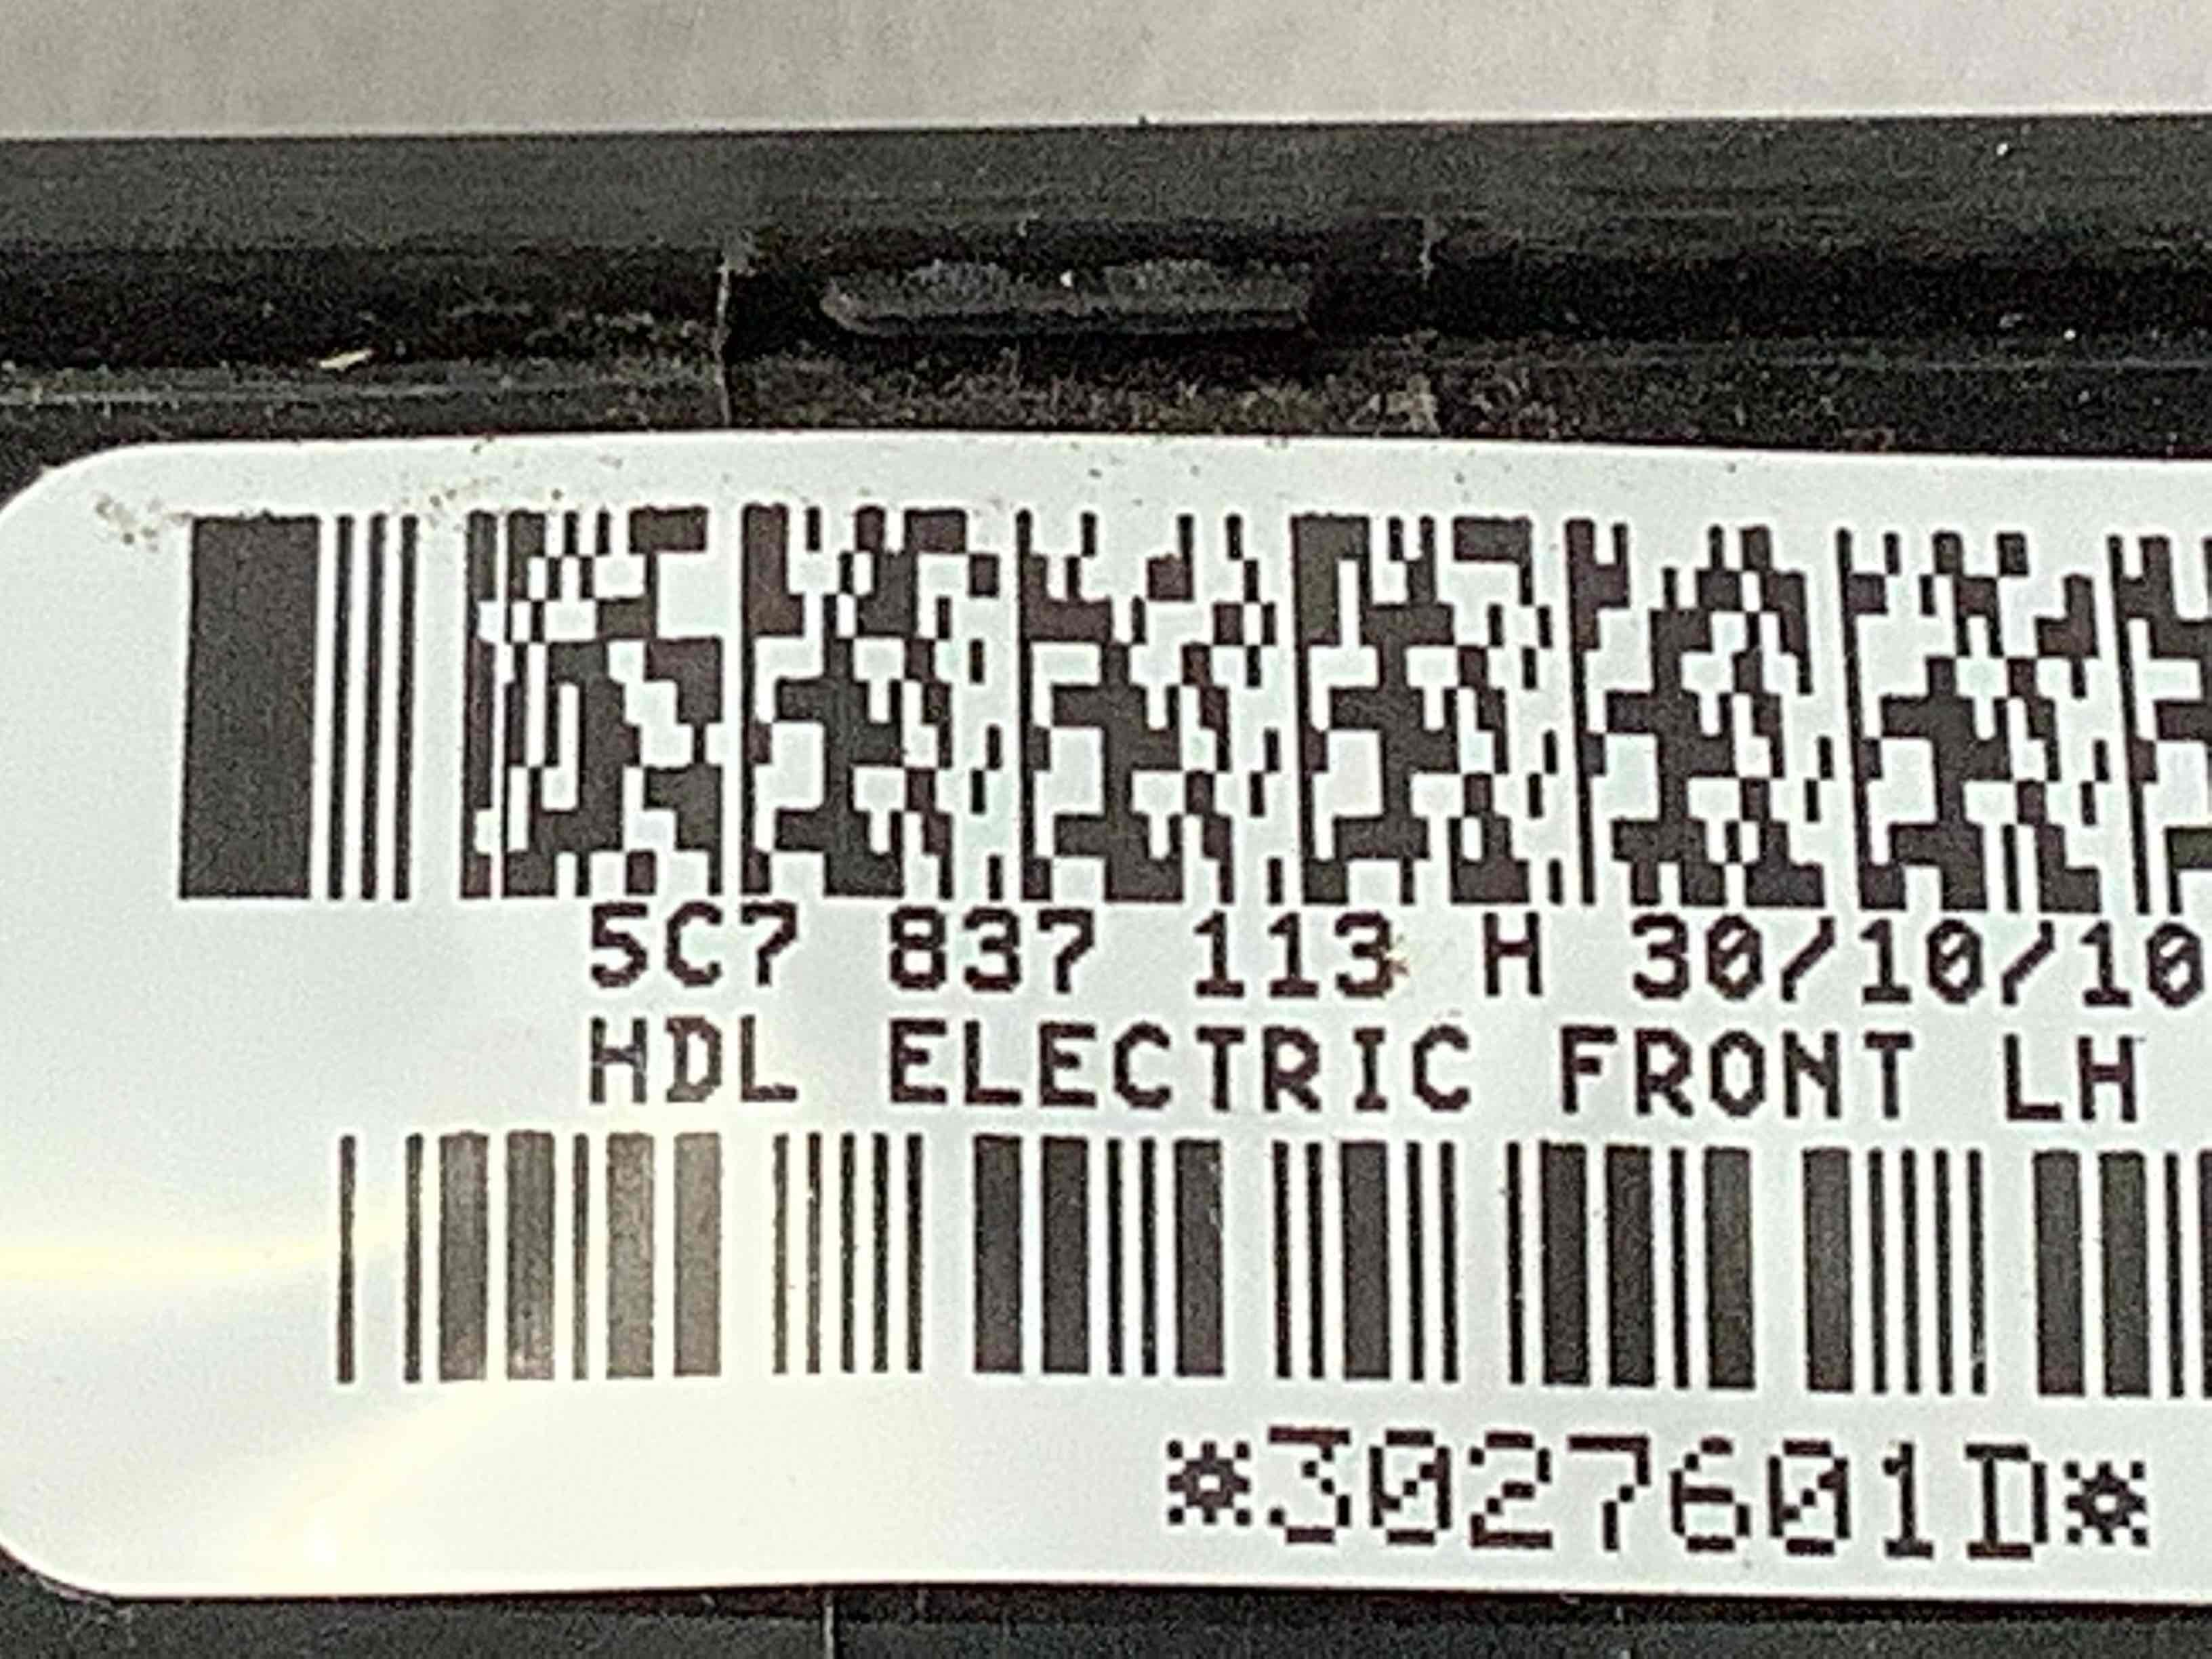 5C7 837 113 H 30/10/10
HDL ELECTRIC FRONT LH
*3027601D*